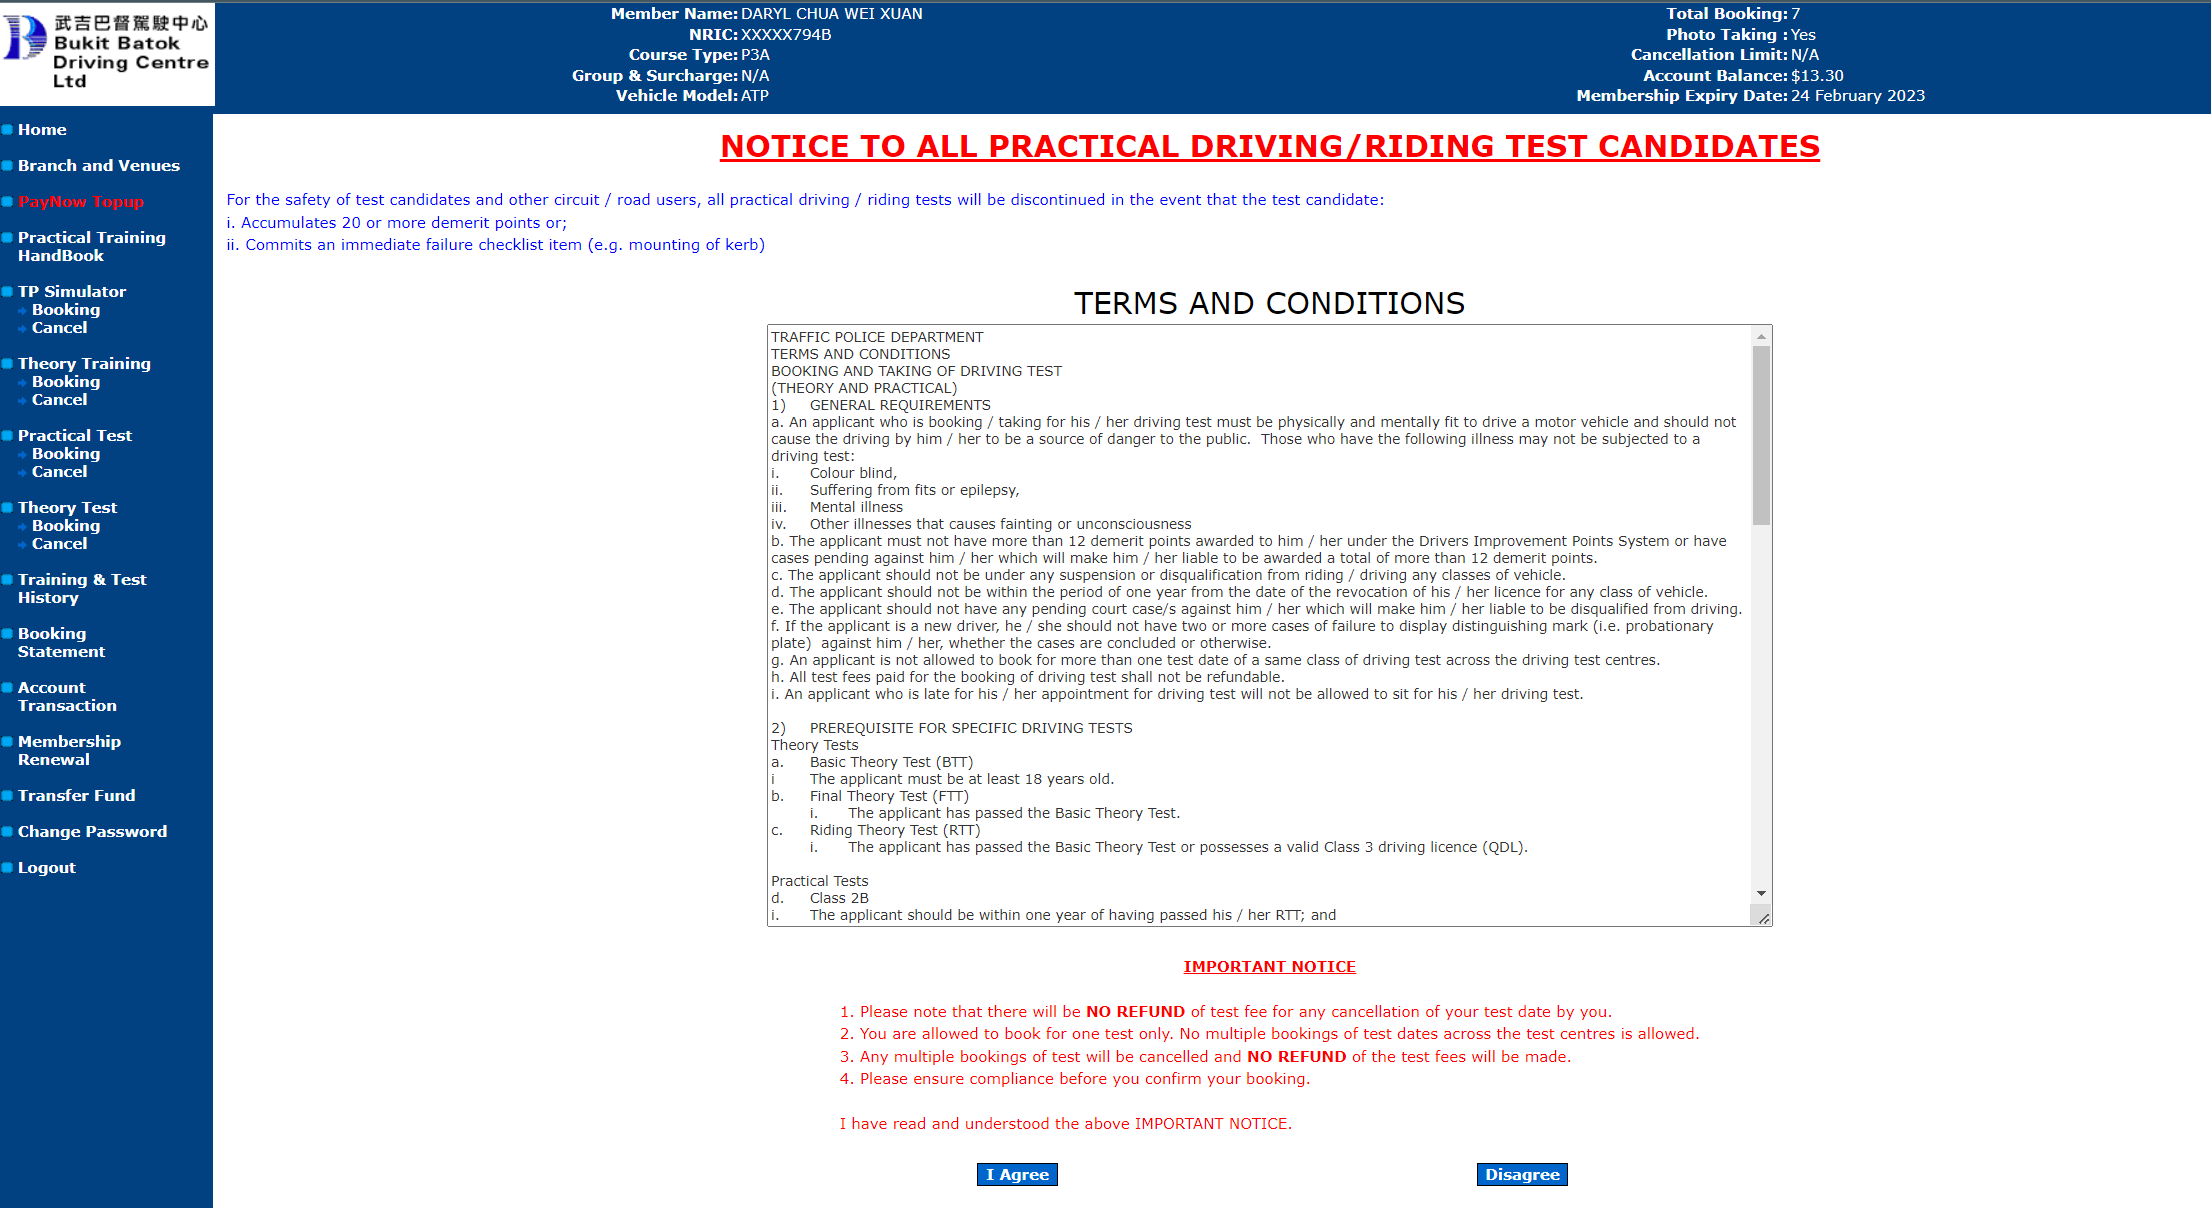 武吉巴督駕駛中心
Bukit Batok
Driving Centre
Ltd
Member Name: DARYL CHUA WEI XUAN
NRIC: XXXXX794B
Course Type: P3A
Group & Surcharge: N/A
Vehicle Model: ATP
Total Booking: 7
Photo Taking : Yes
Cancellation Limit: N/A
Account Balance: $13.30
Membership Expiry Date: 24 February 2023
Home
Branch and Venues
PayNow Topup
Practical Training
HandBook
TP Simulator
Booking
Cancel
Theory Training
Booking
Cancel
Practical Test
Booking
Cancel
Theory Test
Booking
Cancel
Training & Test
History
Booking
Statement
Account
Transaction
Membership
Renewal
Transfer Fund
Change Password
Logout
NOTICE TO ALL PRACTICAL DRIVING/RIDING TEST CANDIDATES
For the safety of test candidates and other circuit / road users, all practical driving / riding tests will be discontinued in the event that the test candidate:
i. Accumulates 20 or more demerit points or;
ii. Commits an immediate failure checklist item (e.g. mounting of kerb)
TERMS AND CONDITIONS
TRAFFIC POLICE DEPARTMENT
TERMS AND CONDITIONS
BOOKING AND TAKING OF DRIVING TEST
(THEORY AND PRACTICAL)
1) GENERAL REQUIREMENTS
a. An applicant who is booking / taking for his / her driving test must be physically and mentally fit to drive a motor vehicle and should not
cause the driving by him / her to be a source of danger to the public. Those who have the following illness may not be subjected to a
driving test:
i. Colour blind,
ii. Suffering from fits or epilepsy,
iii. Mental illness
iv. Other illnesses that causes fainting or unconsciousness
b. The applicant must not have more than 12 demerit points awarded to him / her under the Drivers Improvement Points System or have
cases pending against him / her which will make him / her liable to be awarded a total of more than 12 demerit points.
c. The applicant should not be under any suspension or disqualification from riding / driving any classes of vehicle.
d. The applicant should not be within the period of one year from the date of the revocation of his / her licence for any class of vehicle.
e. The applicant should not have any pending court case/s against him / her which will make him / her liable to be disqualified from driving.
f. If the applicant is a new driver, he / she should not have two or more cases of failure to display distinguishing mark (i.e. probationary
plate) against him / her, whether the cases are concluded or otherwise.
g. An applicant is not allowed to book for more than one test date of a same class of driving test across the driving test centres.
h. All test fees paid for the booking of driving test shall not be refundable.
i. An applicant who is late for his / her appointment for driving test will not be allowed to sit for his / her driving test.
2) PREREQUISITE FOR SPECIFIC DRIVING TESTS
Theory Tests
a. Basic Theory Test (BTT)
i The applicant must be at least 18 years old.
b. Final Theory Test (FTT)
i. The applicant has passed the Basic Theory Test.
c. Riding Theory Test (RTT)
i. The applicant has passed the Basic Theory Test or possesses a valid Class 3 driving licence (QDL).
Practical Tests
d. Class 2B
i. The applicant should be within one year of having passed his / her RTT; and
IMPORTANT NOTICE
1. Please note that there will be NO REFUND of test fee for any cancellation of your test date by you.
2. You are allowed to book for one test only. No multiple bookings of test dates across the test centres is allowed.
3. Any multiple bookings of test will be cancelled and NO REFUND of the test fees will be made.
4. Please ensure compliance before you confirm your booking.
I have read and understood the above IMPORTANT NOTICE.
I Agree
Disagree